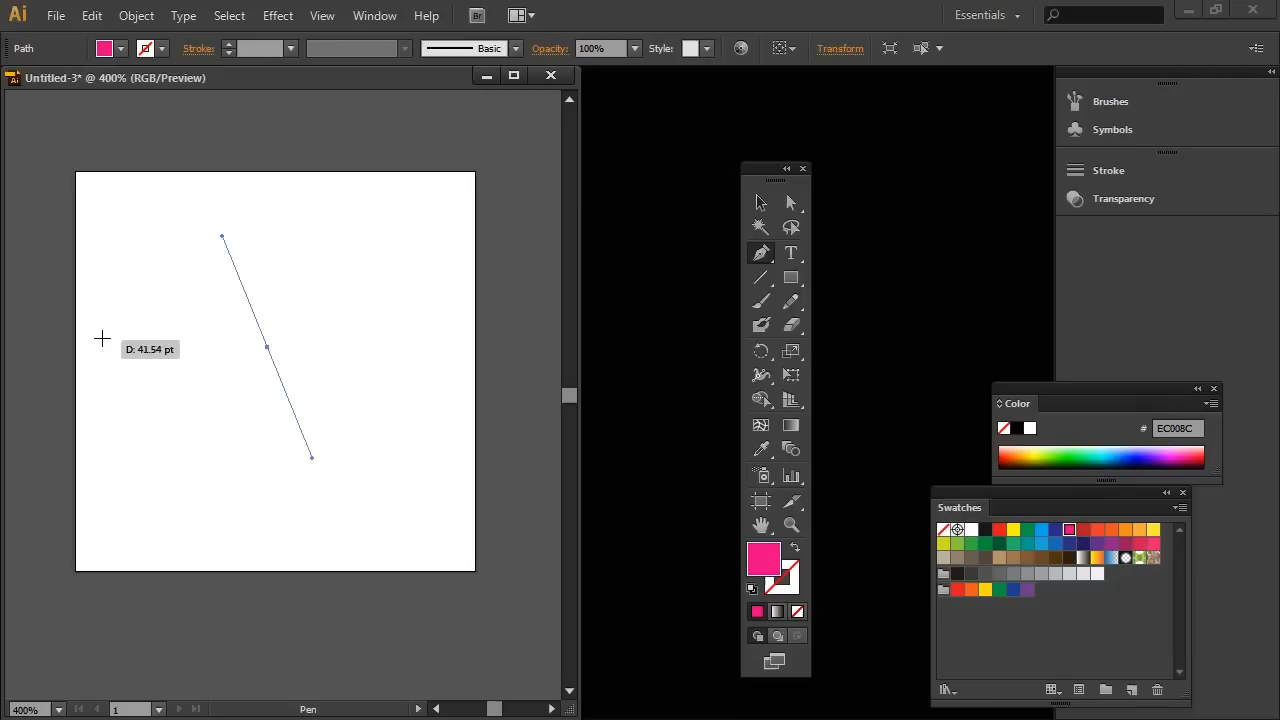 Ai File Edit Object Type Select Effect View Window Help Br Essentials
Path Stroke: Basic Opacity: 100% Style: Transform
Untitled-3* @ 400% (RGB/Preview)
Brushes
Symbols
Stroke
Transparency
D: 41.54 pt
T
Color
# EC008C
Swatches
400% 1 Pen